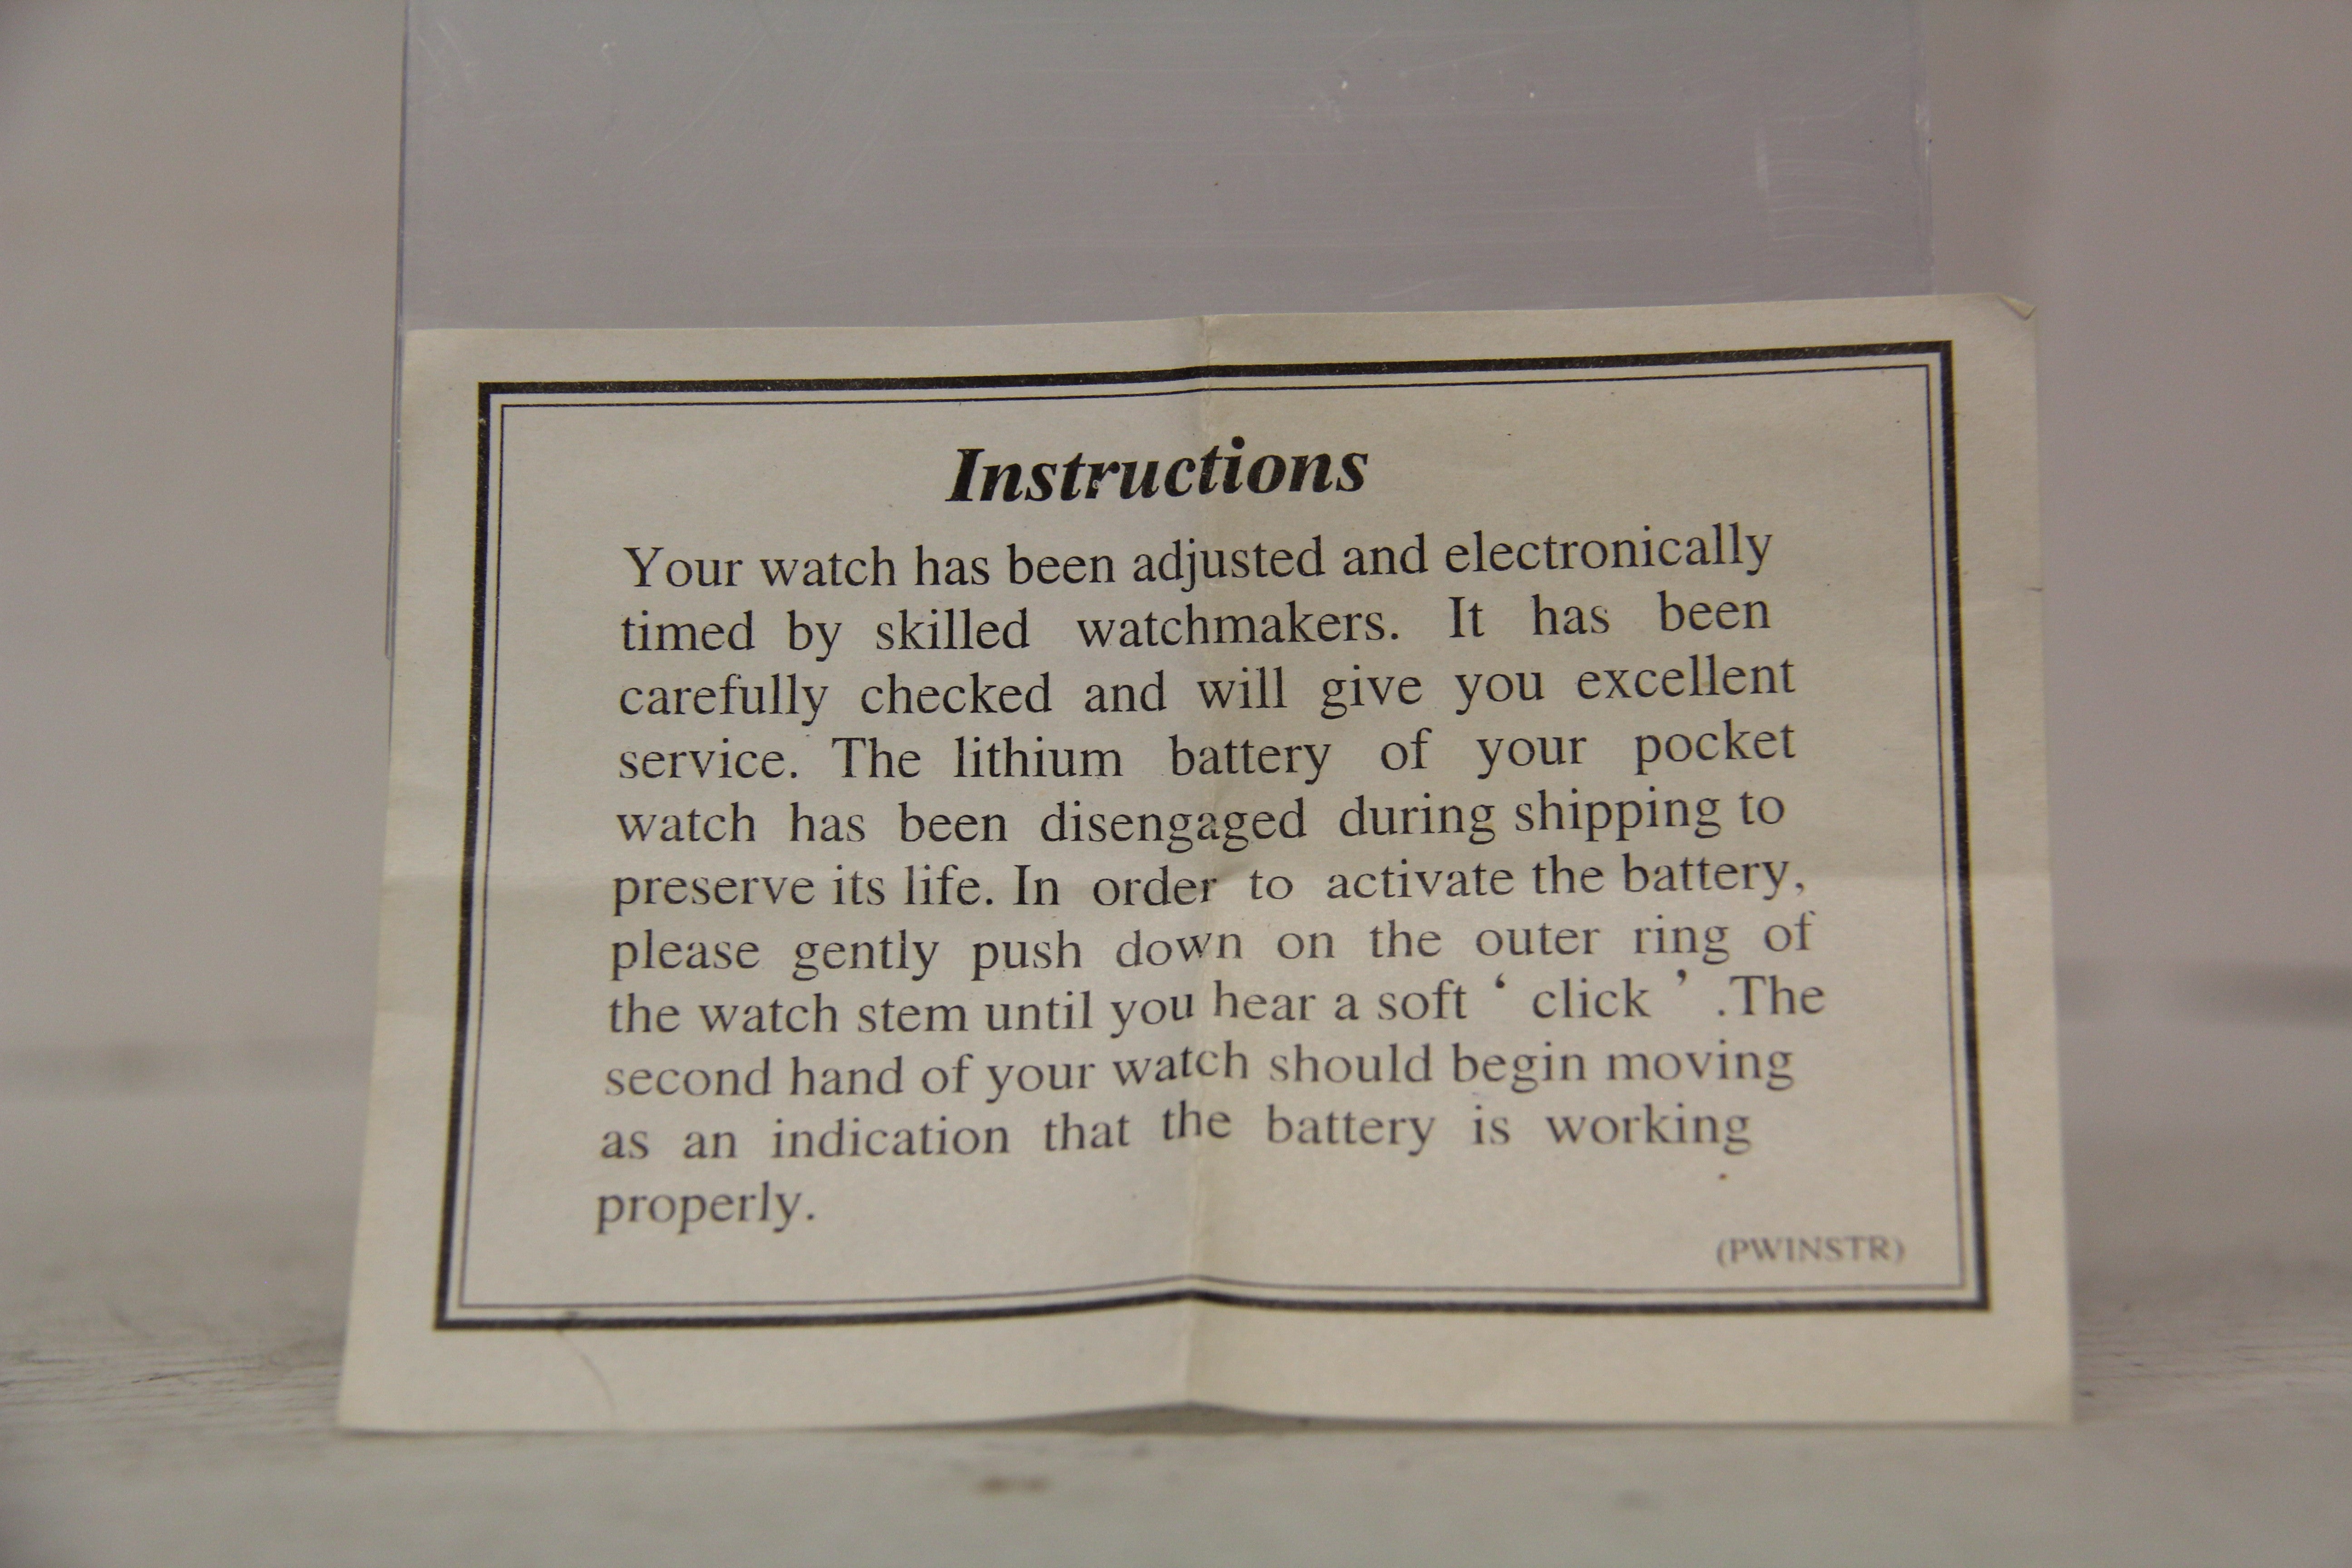 Instructions
Your watch has been adjusted and electronically
timed by skilled watchmakers. It has been
carefully checked and will give you excellent
service. The lithium battery of your pocket
watch has been disengaged during shipping to
preserve its life. In order to activate the battery,
please gently push down on the outer ring of
the watch stem until you hear a soft ‘ click ’ .The
second hand of your watch should begin moving
as an indication that the battery is working
properly.
(PWINSTR)